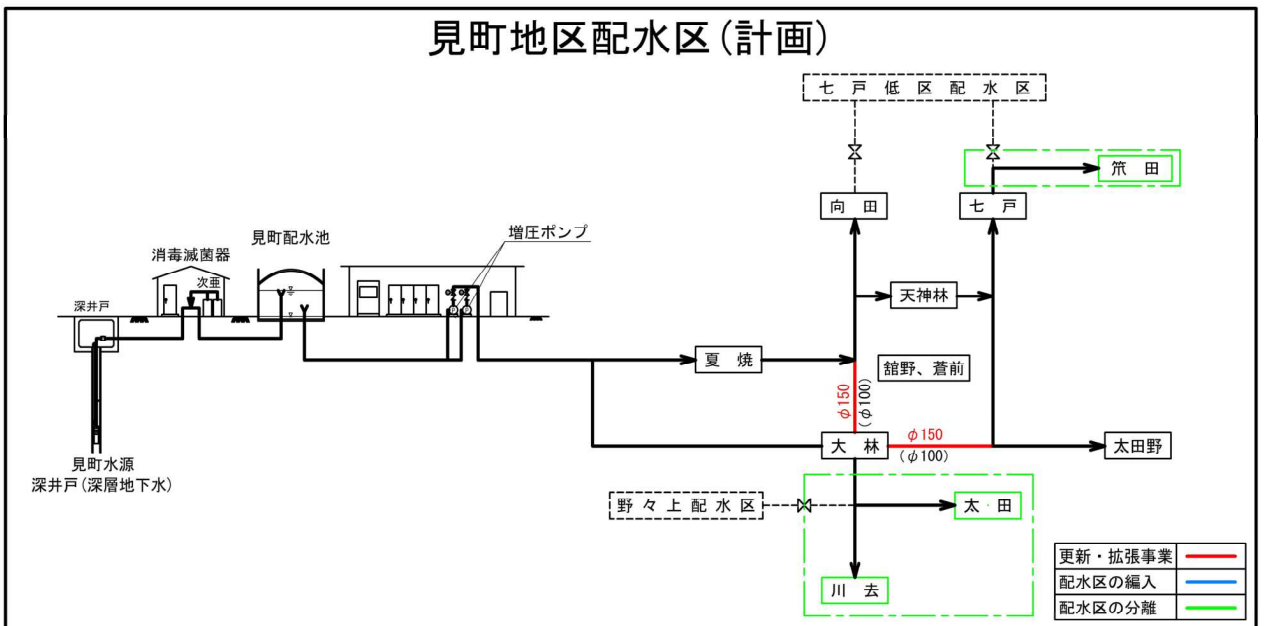 見町地区配水区(計画)
七戸低区配水区
笊田
向田
七戸
増圧ポンプ
見町配水池
消毒滅菌器
次亜
深井戸
天神林
夏焼
舘野、蒼前
φ150
(φ100)
大林
φ150
(φ100)
太田野
見町水源
深井戸(深層地下水)
野々上配水区
太田
川去
更新・拡張事業
配水区の編入
配水区の分離